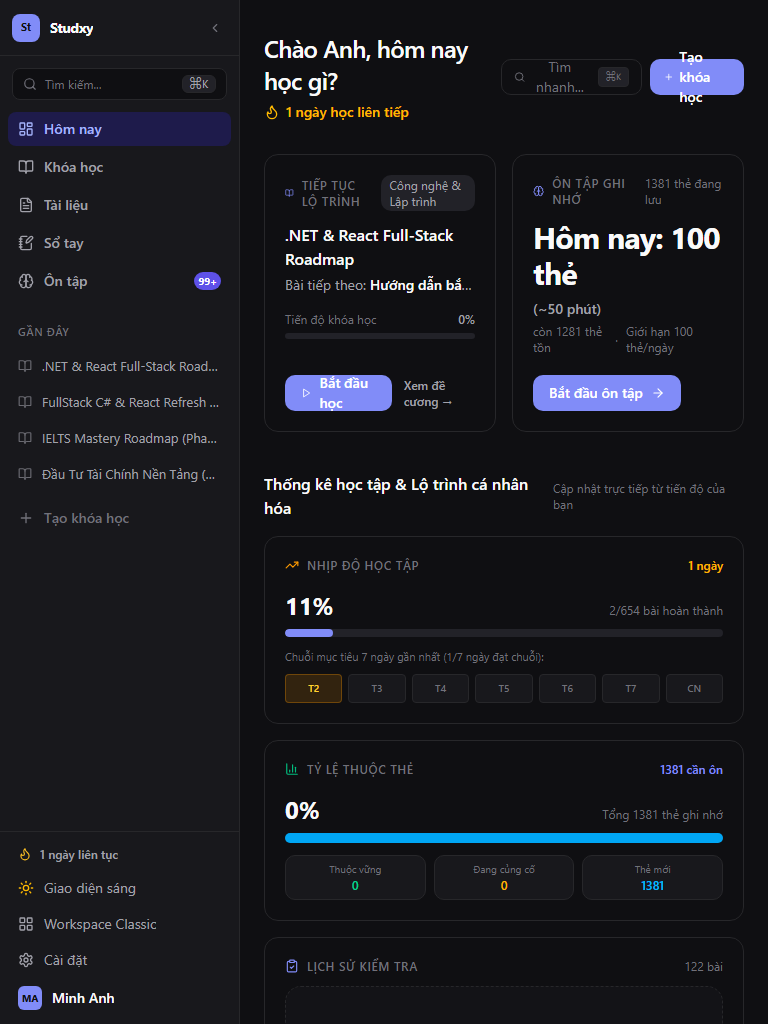 St
Studxy
Tìm kiếm...
⌘K
Hôm nay
Khóa học
Tài liệu
Sổ tay
Ôn tập
99+
GẦN ĐÂY
.NET & React Full-Stack Road...
FullStack C# & React Refresh ...
IELTS Mastery Roadmap (Pha...
Đầu Tư Tài Chính Nền Tảng (...
Tạo khóa học
1 ngày liên tục
Giao diện sáng
Workspace Classic
Cài đặt
MA
Minh Anh
Chào Anh, hôm nay
học gì?
1 ngày học liên tiếp
Tìm
nhanh...
⌘K
Tạo
khóa
học
TIẾP TỤC
LỘ TRÌNH
Công nghệ &
Lập trình
.NET & React Full-Stack
Roadmap
Bài tiếp theo: Hướng dẫn bắ...
Tiến độ khóa học
0%
Bắt đầu
học
Xem đề
cương →
ÔN TẬP GHI
NHỚ
1381 thẻ đang
lưu
Hôm nay: 100
thẻ
(~50 phút)
còn 1281 thẻ
tồn
·
Giới hạn 100
thẻ/ngày
Bắt đầu ôn tập →
Thống kê học tập & Lộ trình cá nhân
hóa
Cập nhật trực tiếp từ tiến độ của
bạn
NHỊP ĐỘ HỌC TẬP
1 ngày
11%
2/654 bài hoàn thành
Chuỗi mục tiêu 7 ngày gần nhất (1/7 ngày đạt chuỗi):
T2
T3
T4
T5
T6
T7
CN
TỶ LỆ THUỘC THẺ
1381 cần ôn
0%
Tổng 1381 thẻ ghi nhớ
Thuộc vững
0
Đang củng cố
0
Thẻ mới
1381
LỊCH SỬ KIỂM TRA
122 bài